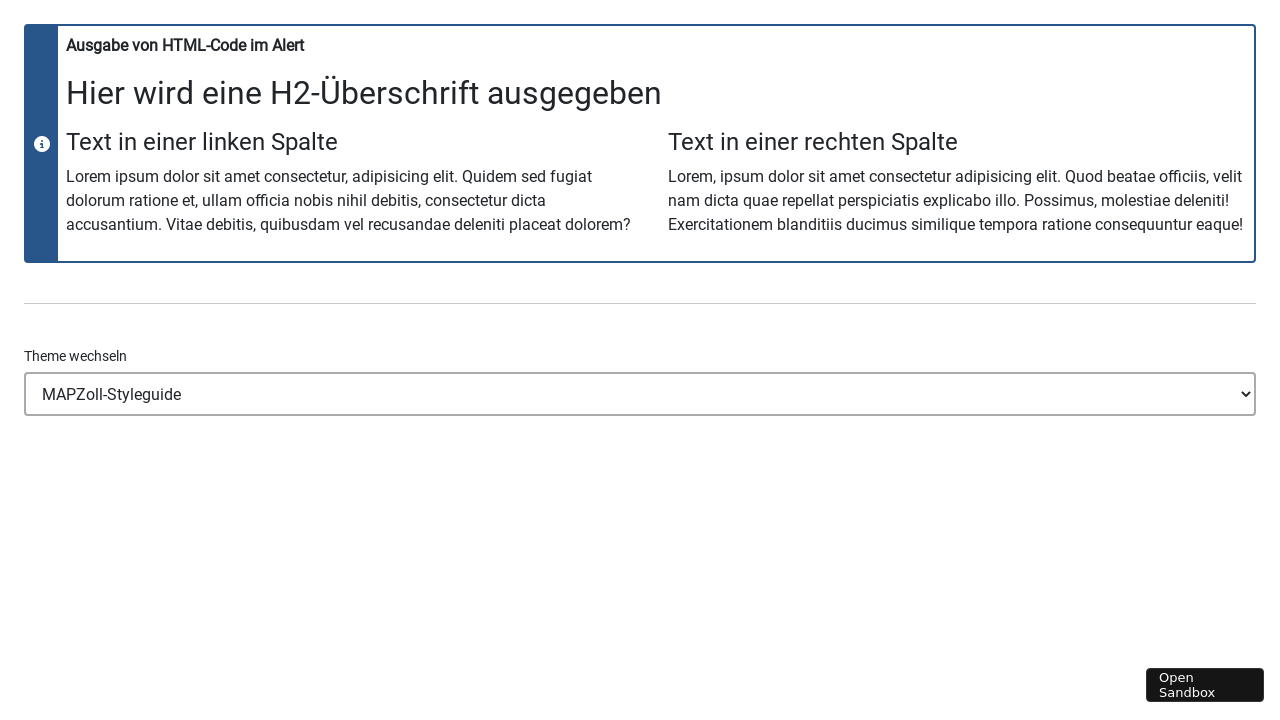 Ausgabe von HTML-Code im Alert
Hier wird eine H2-Überschrift ausgegeben
Text in einer linken Spalte
Lorem ipsum dolor sit amet consectetur, adipisicing elit. Quidem sed fugiat
dolorum ratione et, ullam officia nobis nihil debitis, consectetur dicta
accusantium. Vitae debitis, quibusdam vel recusandae deleniti placeat dolorem?
Text in einer rechten Spalte
Lorem, ipsum dolor sit amet consectetur adipisicing elit. Quod beatae officiis, velit
nam dicta quae repellat perspiciatis explicabo illo. Possimus, molestiae deleniti!
Exercitationem blanditiis ducimus similique tempora ratione consequuntur eaque!
Theme wechseln
MAPZoll-Styleguide
Open
Sandbox